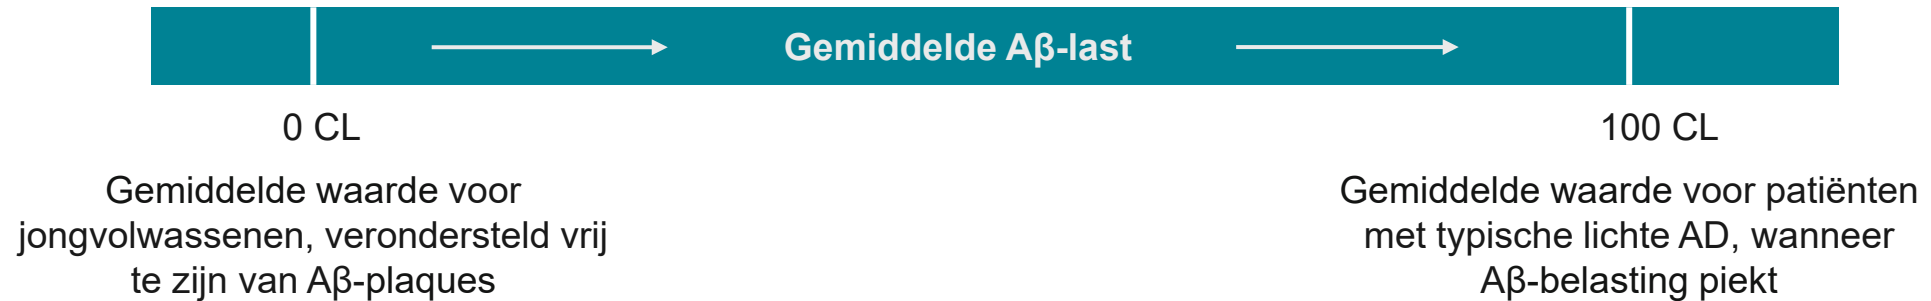 Gemiddelde Aβ-last
0 CL
100 CL
Gemiddelde waarde voor
jongvolwassenen, verondersteld vrij
te zijn van Aβ-plaques
Gemiddelde waarde voor patiënten
met typische lichte AD, wanneer
Aβ-belasting piekt